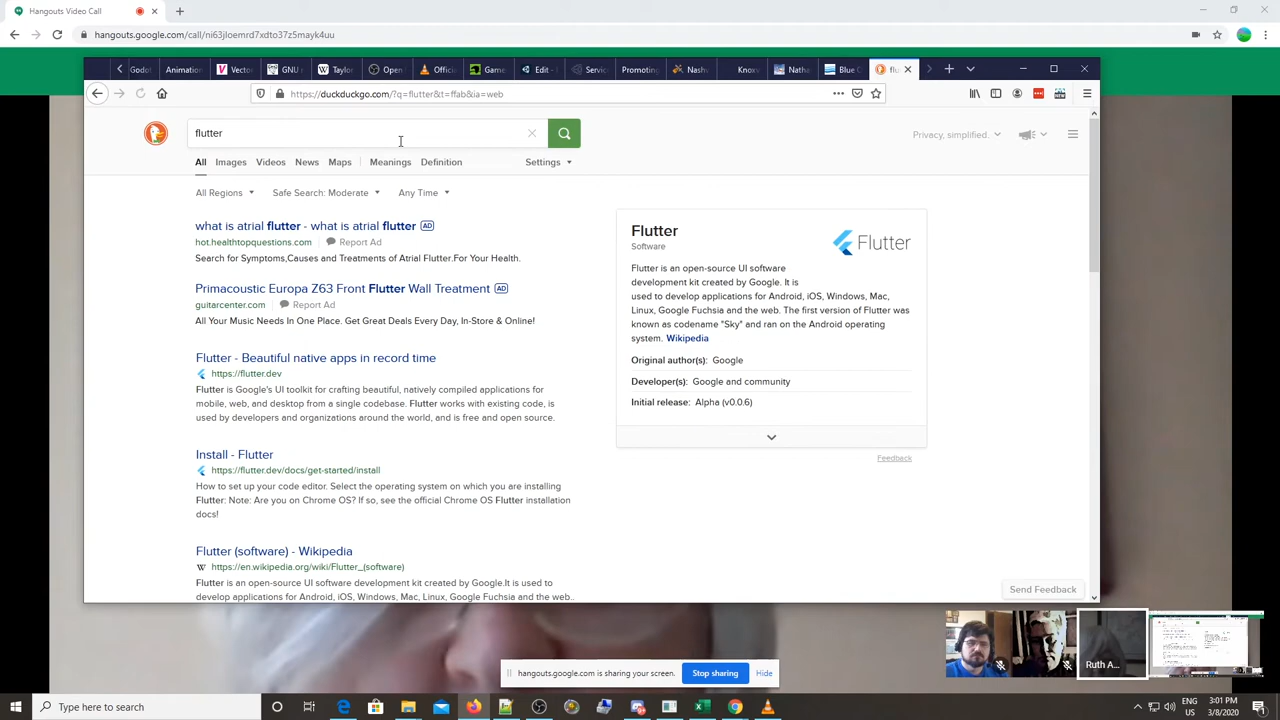 Hangouts Video Call
hangouts.google.com/call/ni63jloemrd7xdto37z5mayk4uu
Godot Animation Vector GNU Taylor Open Official Game Edit - Servic Promoting Nashv Knoxv Natha Blue C flu
https://duckduckgo.com/?q=flutter&t=ffab&ia=web
flutter
Privacy, simplified.
All Images Videos News Maps Meanings Definition Settings
All Regions Safe Search: Moderate Any Time
what is atrial flutter - what is atrial flutter AD
hot.healthtopquestions.com Report Ad
Search for Symptoms,Causes and Treatments of Atrial Flutter.For Your Health.
Primacoustic Europa Z63 Front Flutter Wall Treatment AD
guitarcenter.com Report Ad
All Your Music Needs In One Place. Get Great Deals Every Day, In-Store & Online!
Flutter - Beautiful native apps in record time
https://flutter.dev
Flutter is Google's UI toolkit for crafting beautiful, natively compiled applications for
mobile, web, and desktop from a single codebase. Flutter works with existing code, is
used by developers and organizations around the world, and is free and open source.
Install - Flutter
https://flutter.dev/docs/get-started/install
How to set up your code editor. Select the operating system on which you are installing
Flutter: Note: Are you on Chrome OS? If so, see the official Chrome OS Flutter installation
docs!
Flutter (software) - Wikipedia
W https://en.wikipedia.org/wiki/Flutter_(software)
Flutter is an open-source UI software development kit created by Google.It is used to
develop applications for Android, iOS, Windows, Mac, Linux, Google Fuchsia and the web..
Flutter
Software
Flutter
Flutter is an open-source UI software
development kit created by Google. It is
used to develop applications for Android, iOS, Windows, Mac,
Linux, Google Fuchsia and the web. The first version of Flutter was
known as codename "Sky" and ran on the Android operating
system. Wikipedia
Original author(s): Google
Developer(s): Google and community
Initial release: Alpha (v0.0.6)
Feedback
Send Feedback
Ruth A...
hangouts.google.com is sharing your screen. Stop sharing Hide
Type here to search
ENG
US
3:01 PM
3/8/2020